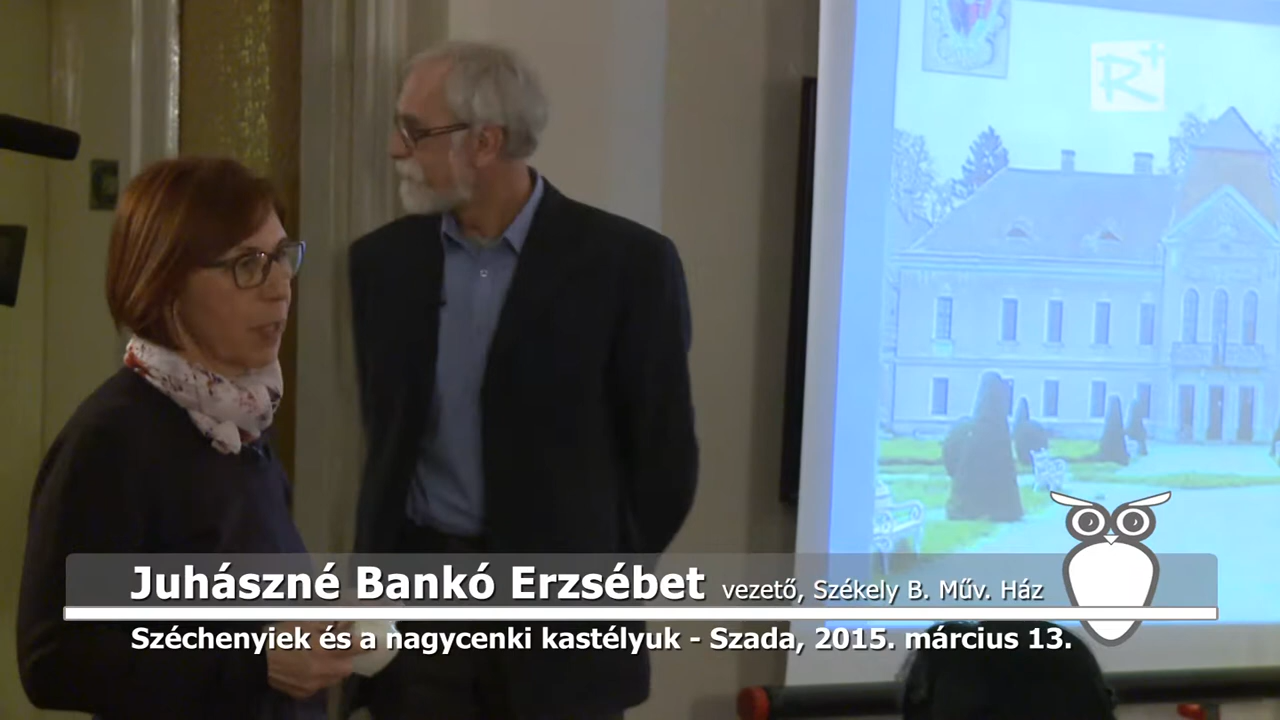 R+
Juhászné Bankó Erzsébet vezető, Székely B. Műv. Ház
Széchenyiek és a nagycenki kastélyuk - Szada, 2015. március 13.